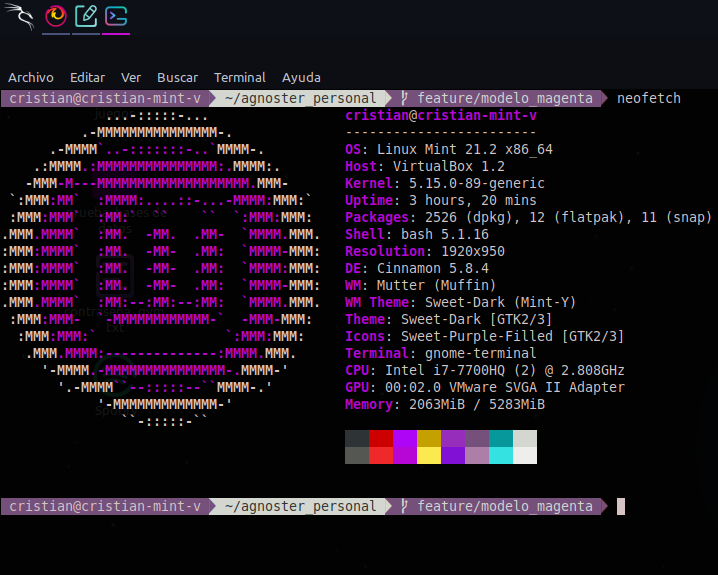 Archivo Editar Ver Buscar Terminal Ayuda
cristian@cristian-mint-v ~/agnoster_personal feature/modelo_magenta neofetch
cristian@cristian-mint-v
------------------------
OS: Linux Mint 21.2 x86_64
Host: VirtualBox 1.2
Kernel: 5.15.0-89-generic
Uptime: 3 hours, 20 mins
Packages: 2526 (dpkg), 12 (flatpak), 11 (snap)
Shell: bash 5.1.16
Resolution: 1920x950
DE: Cinnamon 5.8.4
WM: Mutter (Muffin)
WM Theme: Sweet-Dark (Mint-Y)
Theme: Sweet-Dark [GTK2/3]
Icons: Sweet-Purple-Filled [GTK2/3]
Terminal: gnome-terminal
CPU: Intel i7-7700HQ (2) @ 2.808GHz
GPU: 00:02.0 VMware SVGA II Adapter
Memory: 2063MiB / 5283MiB
cristian@cristian-mint-v ~/agnoster_personal feature/modelo_magenta